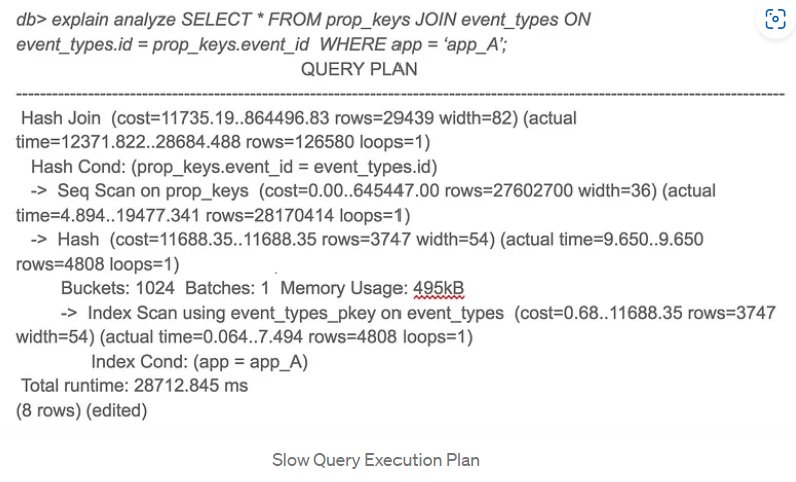 db> explain analyze SELECT * FROM prop_keys JOIN event_types ON
event_types.id = prop_keys.event_id  WHERE app = ‘app_A’;
QUERY PLAN
--------------------------------------------------------------------------------------------------------------------------------------------
Hash Join  (cost=11735.19..864496.83 rows=29439 width=82) (actual
time=12371.822..28684.488 rows=126580 loops=1)
Hash Cond: (prop_keys.event_id = event_types.id)
->  Seq Scan on prop_keys  (cost=0.00..645447.00 rows=27602700 width=36) (actual
time=4.894..19477.341 rows=28170414 loops=1)
->  Hash  (cost=11688.35..11688.35 rows=3747 width=54) (actual time=9.650..9.650
rows=4808 loops=1)
Buckets: 1024  Batches: 1  Memory Usage: 495kB
->  Index Scan using event_types_pkey on event_types  (cost=0.68..11688.35 rows=3747
width=54) (actual time=0.064..7.494 rows=4808 loops=1)
Index Cond: (app = app_A)
Total runtime: 28712.845 ms
(8 rows) (edited)
Slow Query Execution Plan